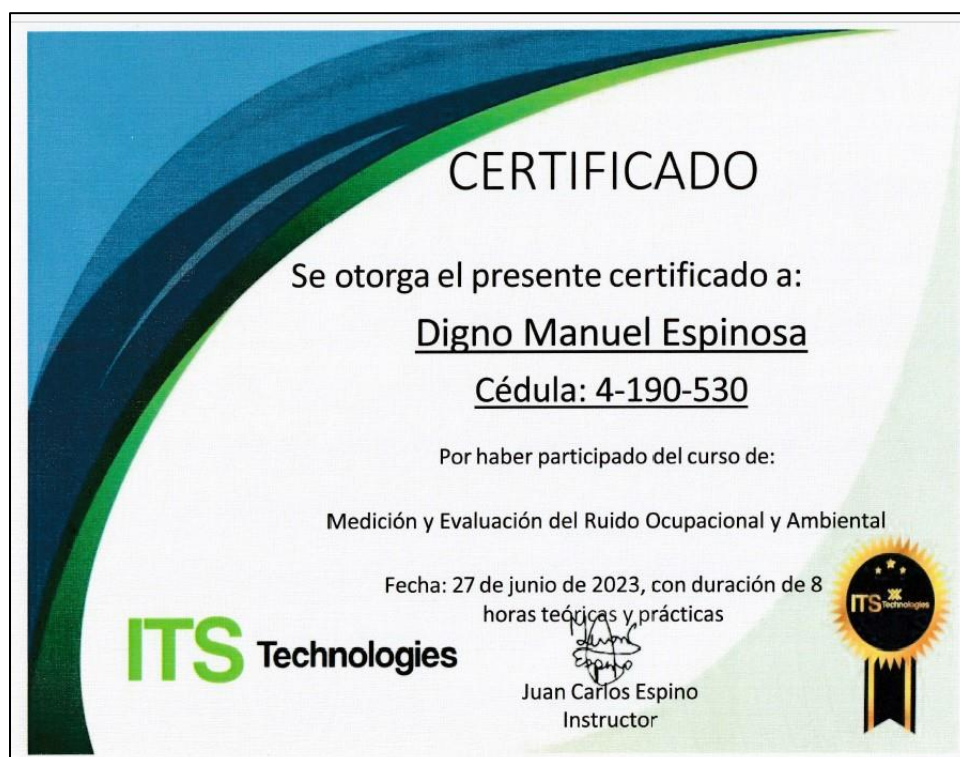 CERTIFICADO
Se otorga el presente certificado a:
Digno Manuel Espinosa
Cédula: 4-190-530
Por haber participado del curso de:
Medición y Evaluación del Ruido Ocupacional y Ambiental
Fecha: 27 de junio de 2023, con duración de 8
horas teóricas y prácticas
ITS Technologies
Juan Carlos Espino
Instructor
ITS Technologies